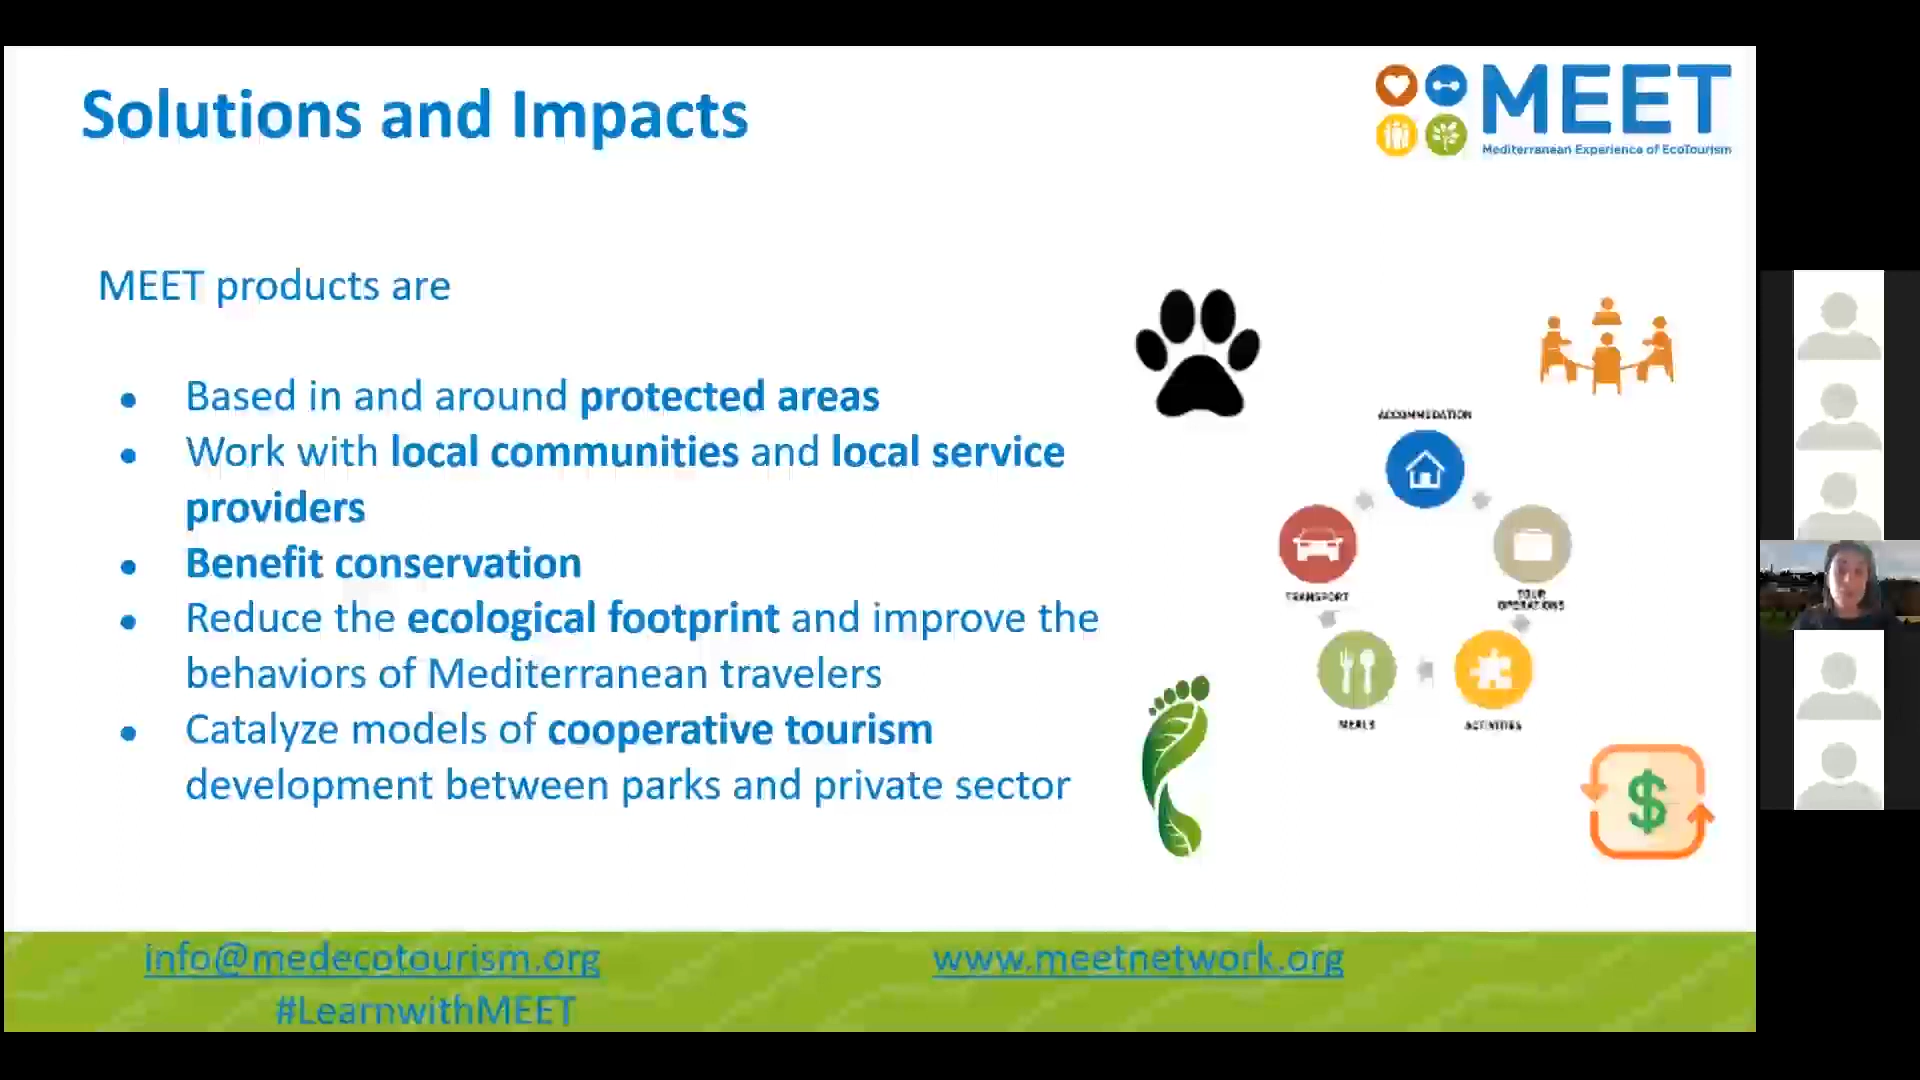 Solutions and Impacts
MEET
Mediterranean Experience of EcoTourism
MEET products are
Based in and around protected areas
Work with local communities and local service
providers
Benefit conservation
Reduce the ecological footprint and improve the
behaviors of Mediterranean travelers
Catalyze models of cooperative tourism
development between parks and private sector
ACCOMMODATION
TRANSPORT
TOUR
OPERATIONS
MEALS
ACTIVITIES
$
info@medecotourism.org
www.meetnetwork.org
#LearnwithMEET